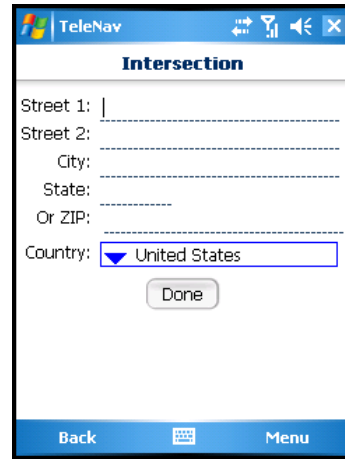 TeleNav
Intersection
Street 1:
Street 2:
City:
State:
Or ZIP:
Country: United States
Done
Back Menu